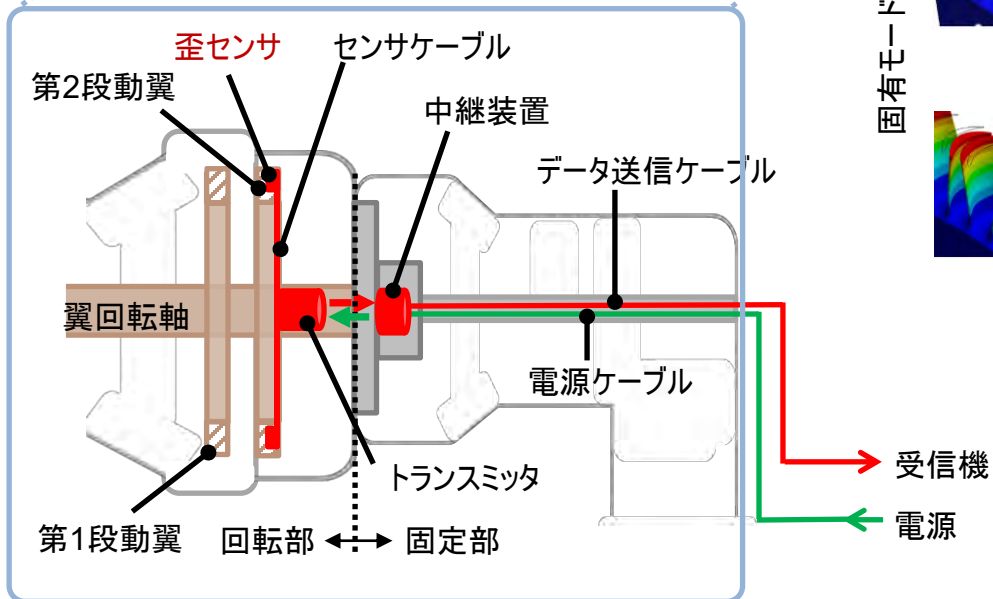 歪センサ
センサケーブル
第2段動翼
中継装置
データ送信ケーブル
翼回転軸
電源ケーブル
トランスミッタ
第1段動翼
回転部
固定部
受信機
電源
固有モード